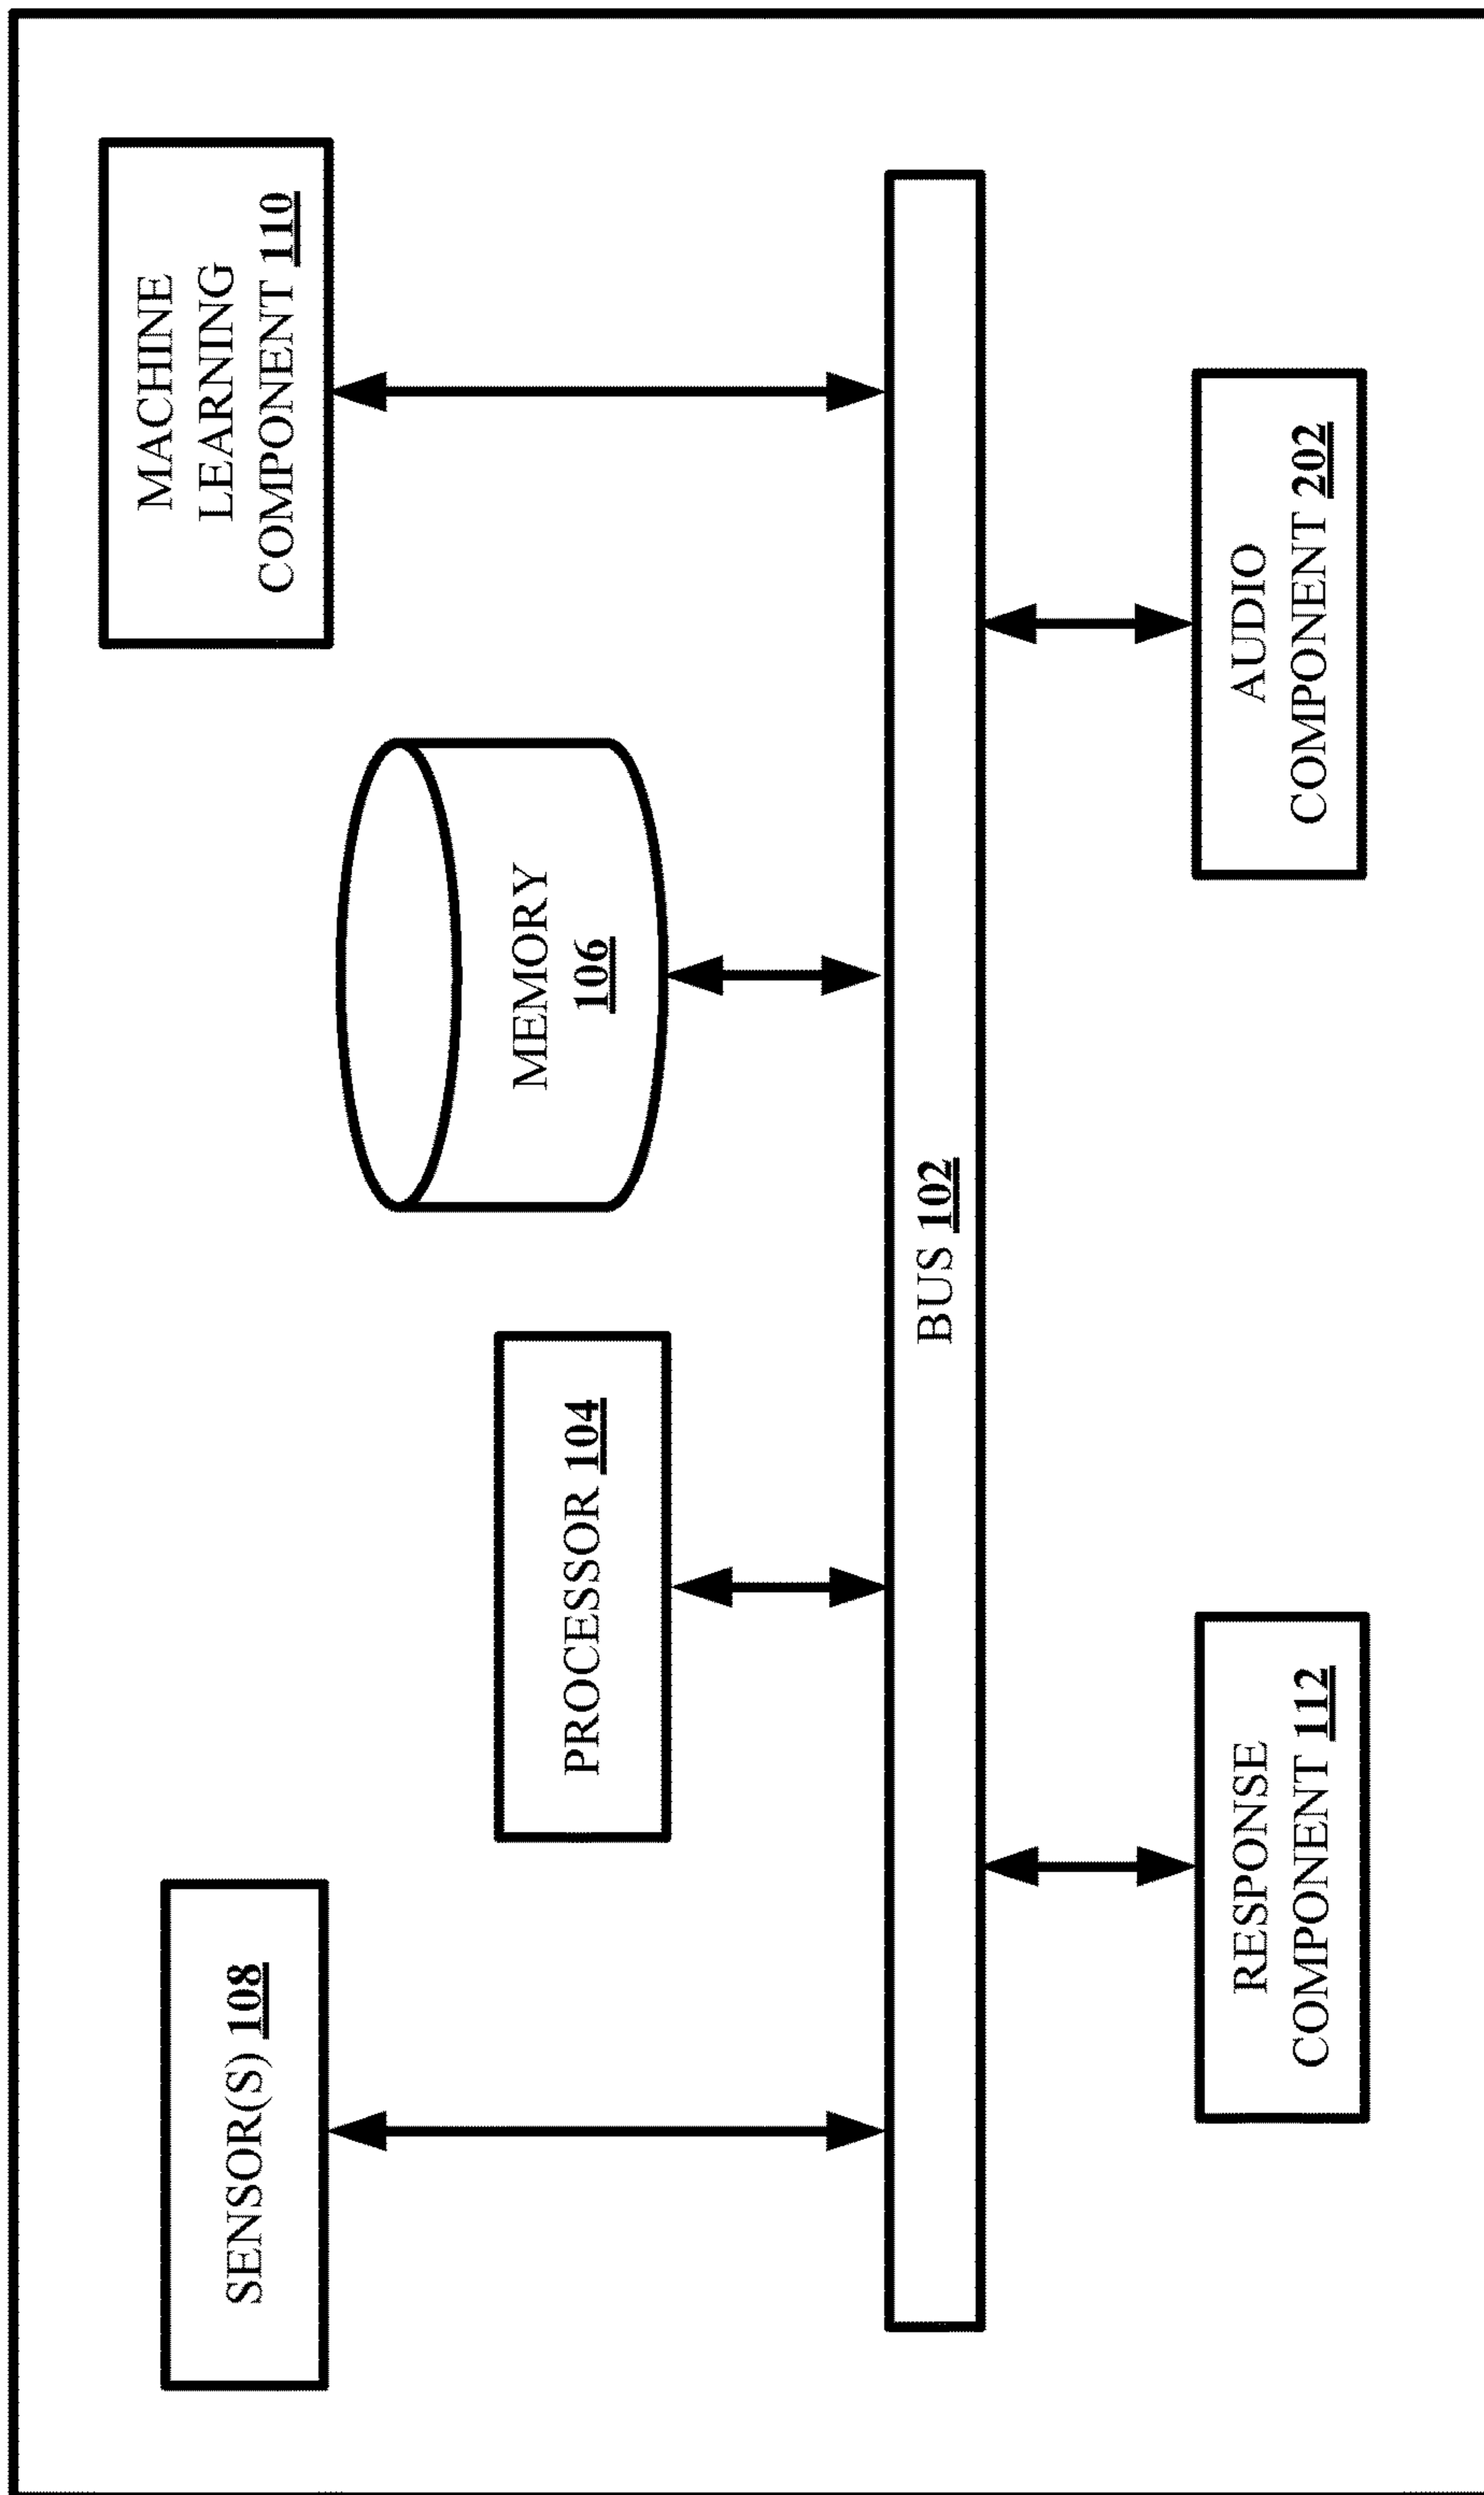 SENSOR(S) 108
PROCESSOR 104
MEMORY
106
MACHINE
LEARNING
COMPONENT 110
BUS 102
RESPONSE
COMPONENT 112
AUDIO
COMPONENT 202